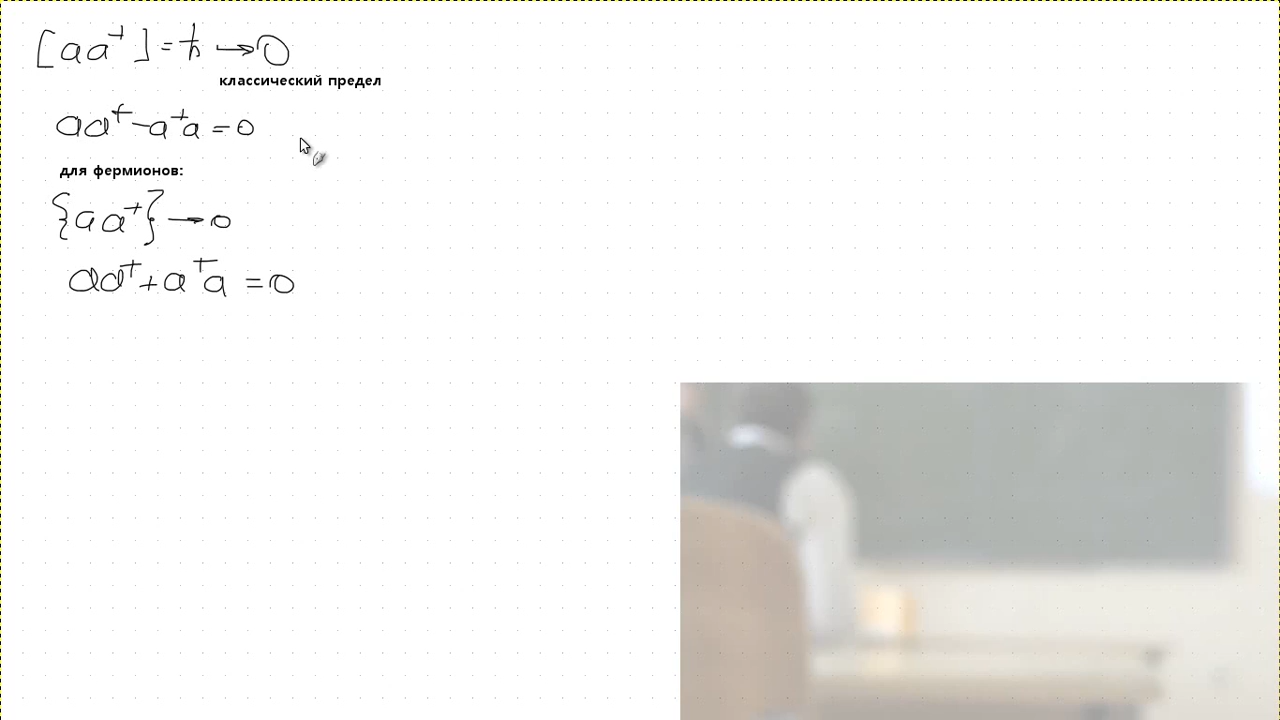 [aa⁺] = ħ → 0
классический предел
aa⁺ - a⁺a = 0
для фермионов:
{aa⁺} → 0
aa⁺ + a⁺a = 0